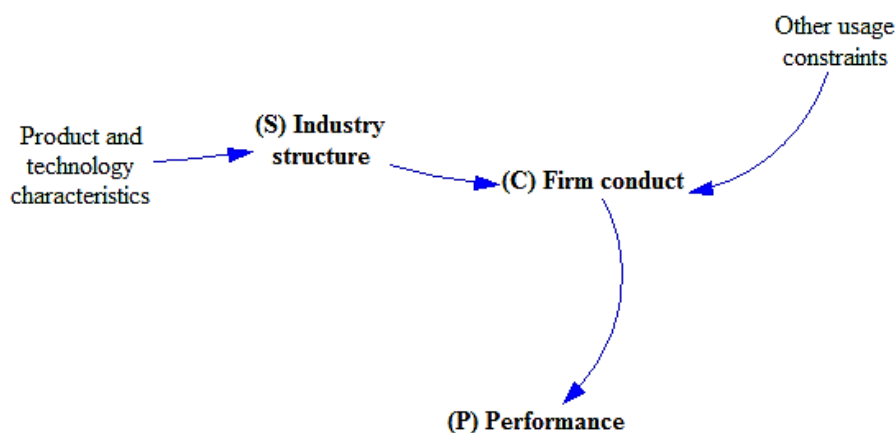 Other usage
constraints
Product and
technology
characteristics
(S) Industry
structure
(C) Firm conduct
(P) Performance